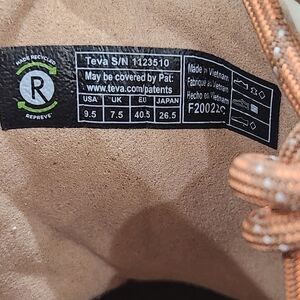 MADE RECYCLED
R
REPREVE
Teva S/N 1123510
May be covered by Pat:
www.teva.com/patents
USA UK EU JAPAN
9.5 7.5 40.5 26.5
Made in Vietnam
Fabriqué au Vietnam
Hecho en Vietnam